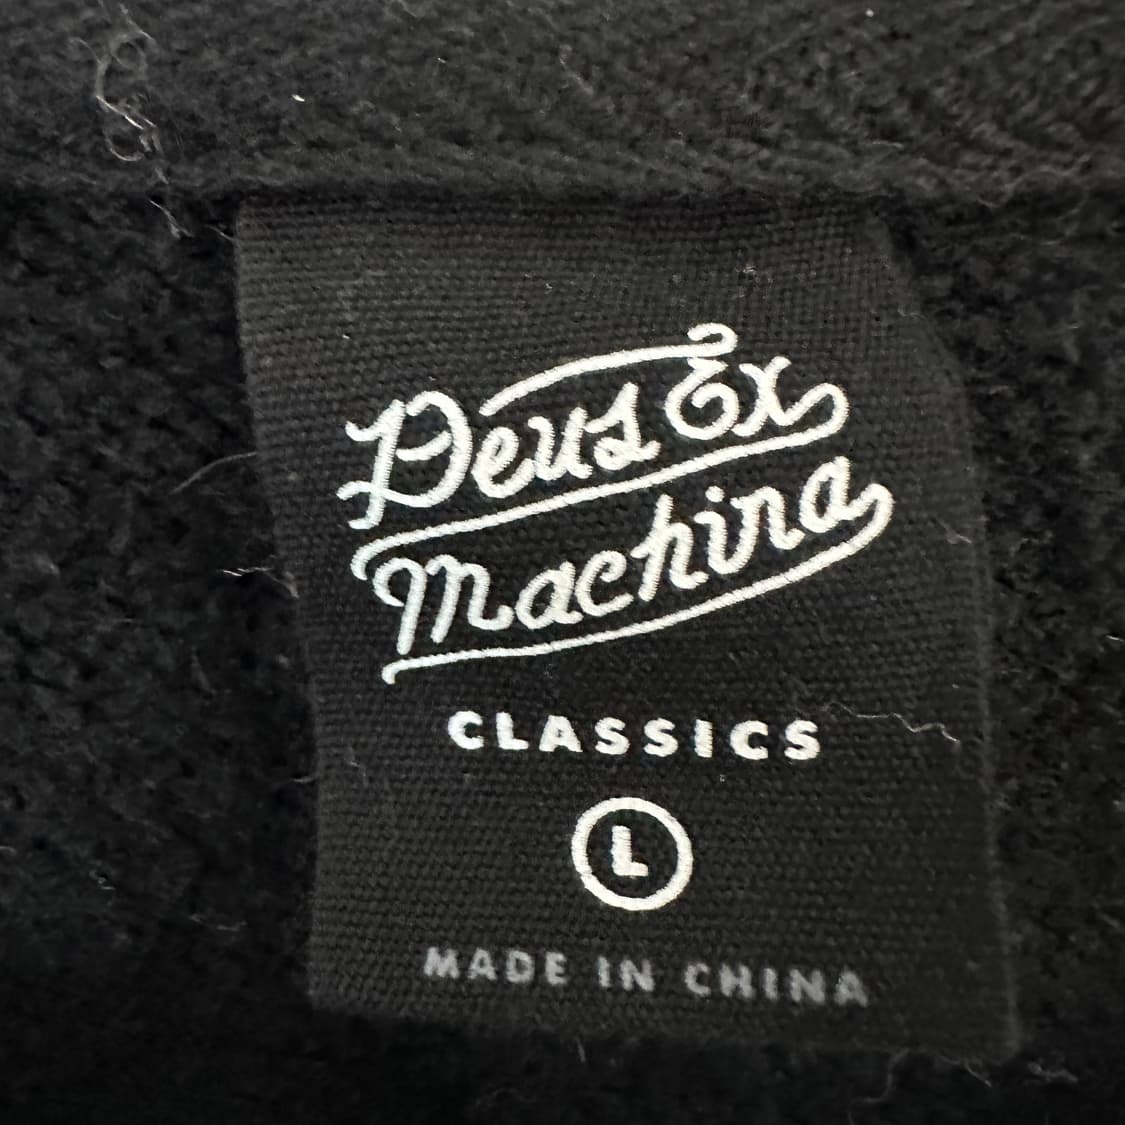 Deus Ex
Machina
CLASSICS
L
MADE IN CHINA